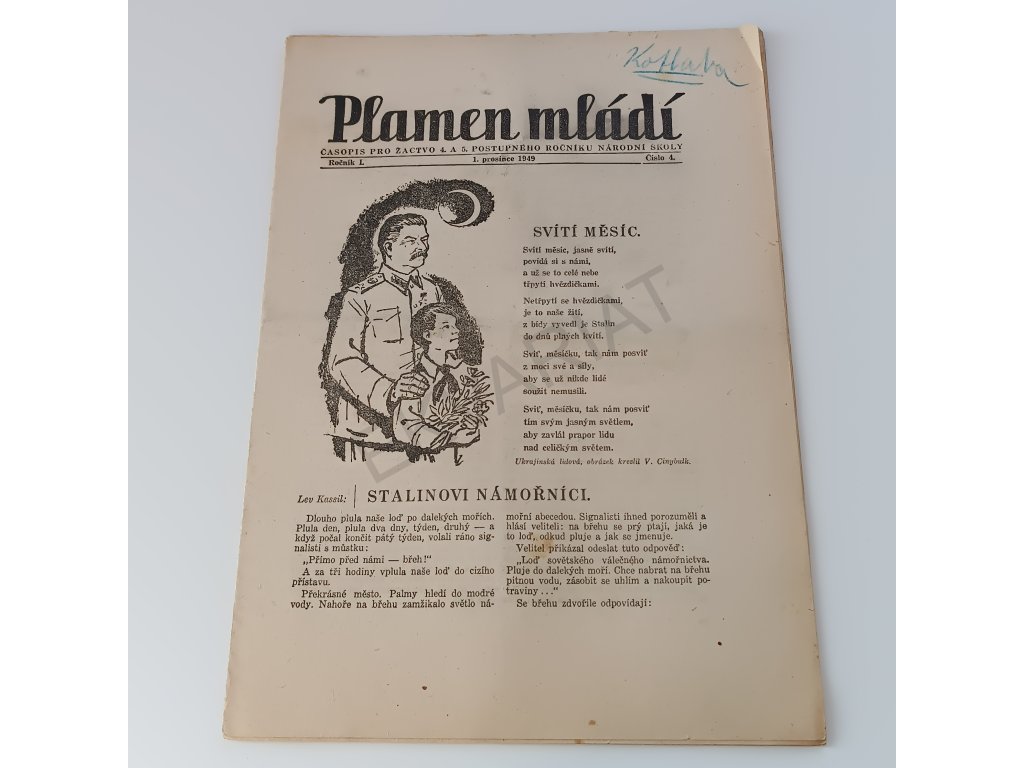 Kotlaba
Plamen mládí
ČASOPIS PRO ŽACTVO 4. A 5. POSTUPNÉHO ROČNÍKU NÁRODNÍ ŠKOLY
Ročník I. 1. prosince 1949 Číslo 4.
SVÍTÍ MĚSÍC.
Svítí měsíc, jasně svítí,
povídá si s námi,
a už se to celé nebe
třpytí hvězdičkami.
Netřpytí se hvězdičkami,
je to naše žití,
z bídy vyvedl je Stalin
do dnů plných kvítí.
Sviť, měsíčku, tak nám posviť
z moci své a síly,
aby se už nikde lidé
soužit nemusili.
Sviť, měsíčku, tak nám posviť
tím svým jasným světlem,
aby zavlál prapor lidu
nad celičkým světem.
Ukrajinská lidová, obrázek kreslil V. Cinybulk.
Lev Kassil: STALINOVI NÁMOŘNÍCI.
Dlouho plula naše loď po dalekých mořích.
Plula den, plula dva dny, týden, druhý — a
když počal končit pátý týden, volali ráno sig-
nalisti s můstku:
„Přímo před námi — břeh!“
A za tři hodiny vplula naše loď do cizího
přístavu.
Překrásné město. Palmy hledí do modré
vody. Nahoře na břehu zamžikalo světlo ná-
mořní abecedou. Signalisti ihned porozuměli a
hlásí veliteli: na břehu se prý ptají, jaká je
to loď, odkud pluje a jak se jmenuje.
Velitel přikázal odeslat tuto odpověď:
„Loď sovětského válečného námořnictva.
Pluje do dalekých moří. Chce nabrat na břehu
pitnou vodu, zásobit se uhlím a nakoupit po-
traviny ...“
Se břehu zdvořile odpovídají: